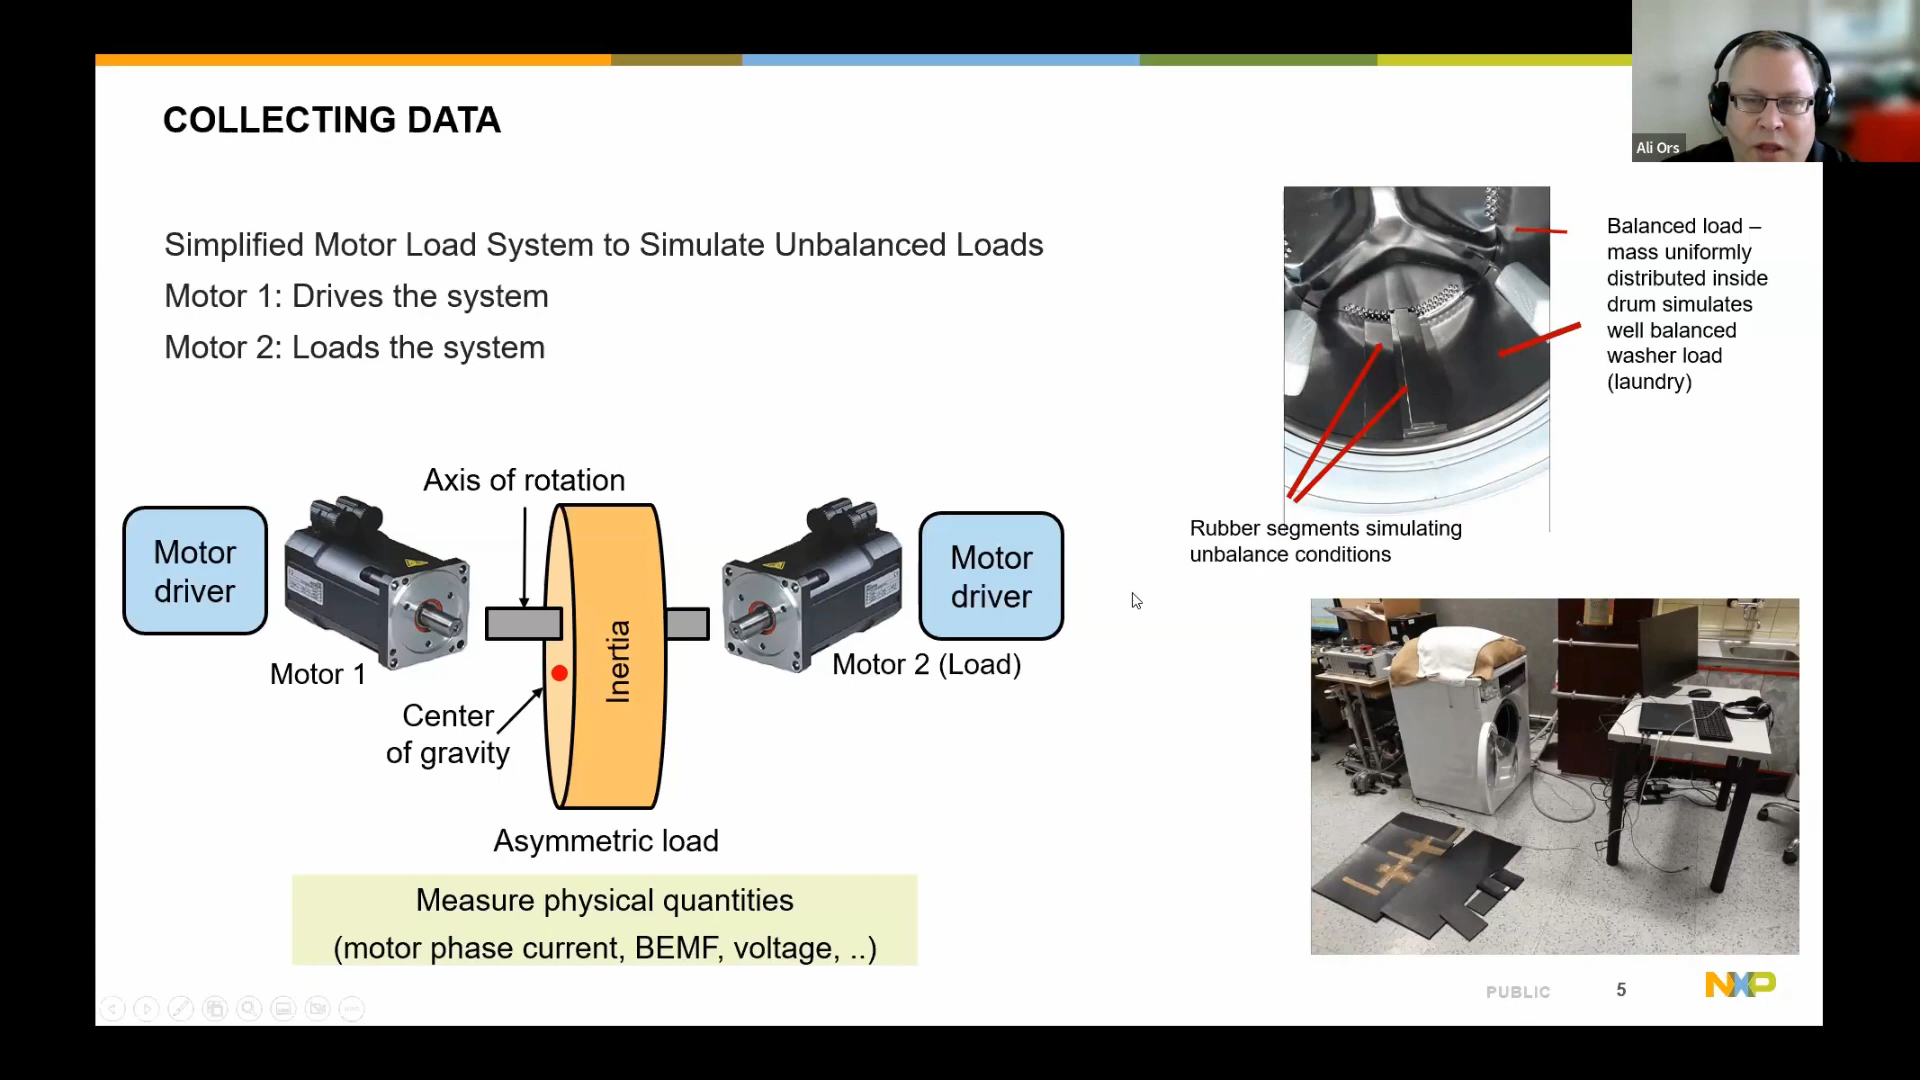 COLLECTING DATA
Ali Ors
Simplified Motor Load System to Simulate Unbalanced Loads
Motor 1: Drives the system
Motor 2: Loads the system
Balanced load –
mass uniformly
distributed inside
drum simulates
well balanced
washer load
(laundry)
Rubber segments simulating
unbalance conditions
Axis of rotation
Motor
driver
Motor 1
Inertia
Center
of gravity
Motor
driver
Motor 2 (Load)
Asymmetric load
Measure physical quantities
(motor phase current, BEMF, voltage, ..)
PUBLIC
5
NXP